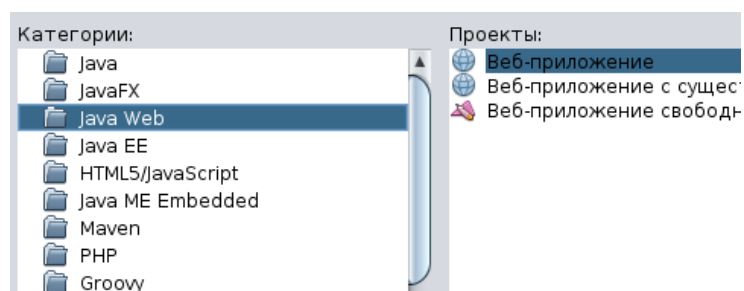 Категории:
Java
JavaFX
Java Web
Java EE
HTML5/JavaScript
Java ME Embedded
Maven
PHP
Groovy
Проекты:
Веб-приложение
Веб-приложение с сущест
Веб-приложение свободн